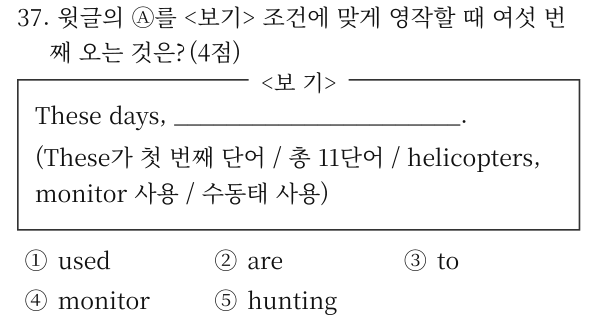 37. 윗글의 Ⓐ를 <보기> 조건에 맞게 영작할 때 여섯 번
째 오는 것은?(4점)
<보 기>
These days, ______________________.
(These가 첫 번째 단어 / 총 11단어 / helicopters,
monitor 사용 / 수동태 사용)
① used ② are ③ to
④ monitor ⑤ hunting